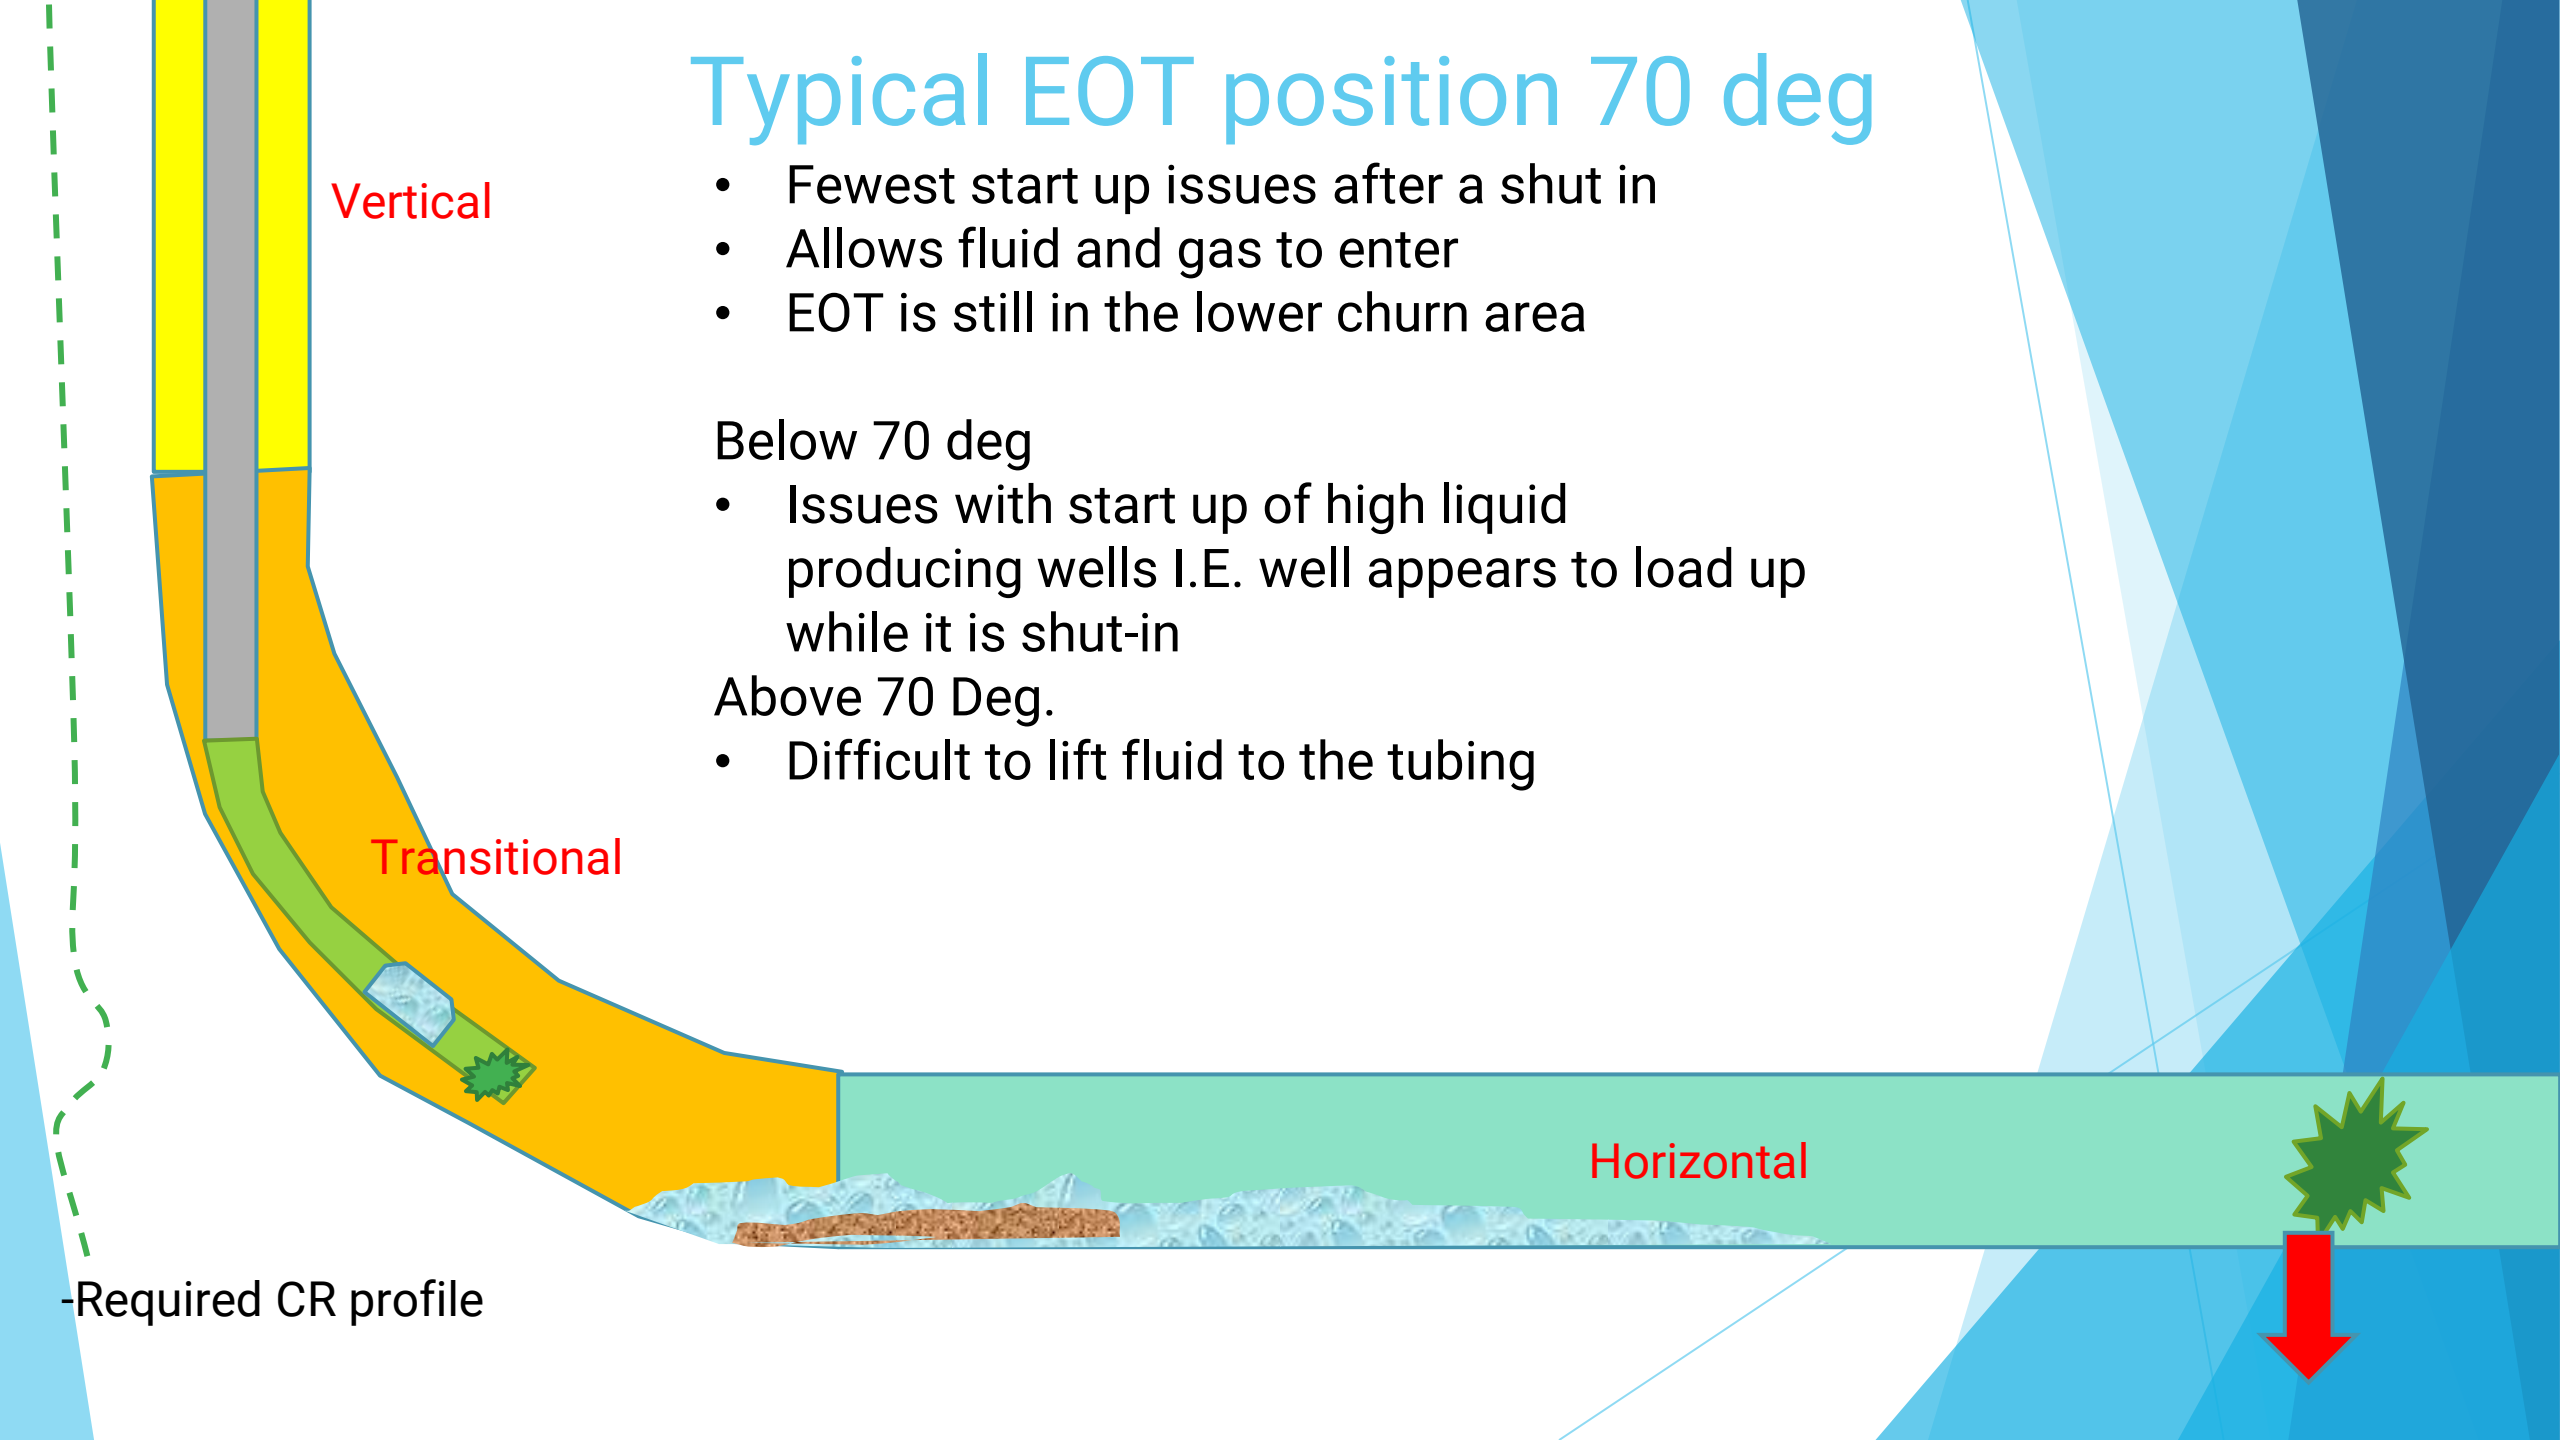 Typical EOT position 70 deg
• Fewest start up issues after a shut in
• Allows fluid and gas to enter
• EOT is still in the lower churn area
Below 70 deg
• Issues with start up of high liquid
producing wells I.E. well appears to load up
while it is shut-in
Above 70 Deg.
• Difficult to lift fluid to the tubing
Vertical
Transitional
Horizontal
-Required CR profile